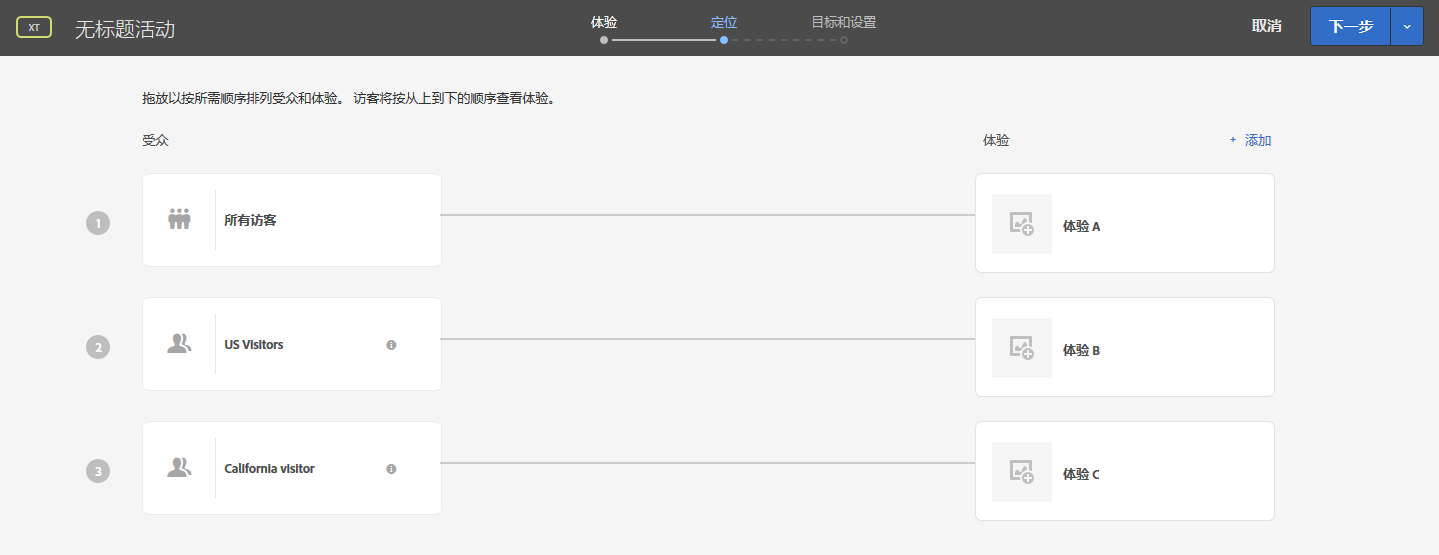 XT
无标题活动
体验
定位
目标和设置
取消
下一步
拖放以按所需顺序排列受众和体验。 访客将按从上到下的顺序查看体验。
受众
体验
+ 添加
1
所有访客
体验 A
2
US Visitors
体验 B
3
California visitor
体验 C